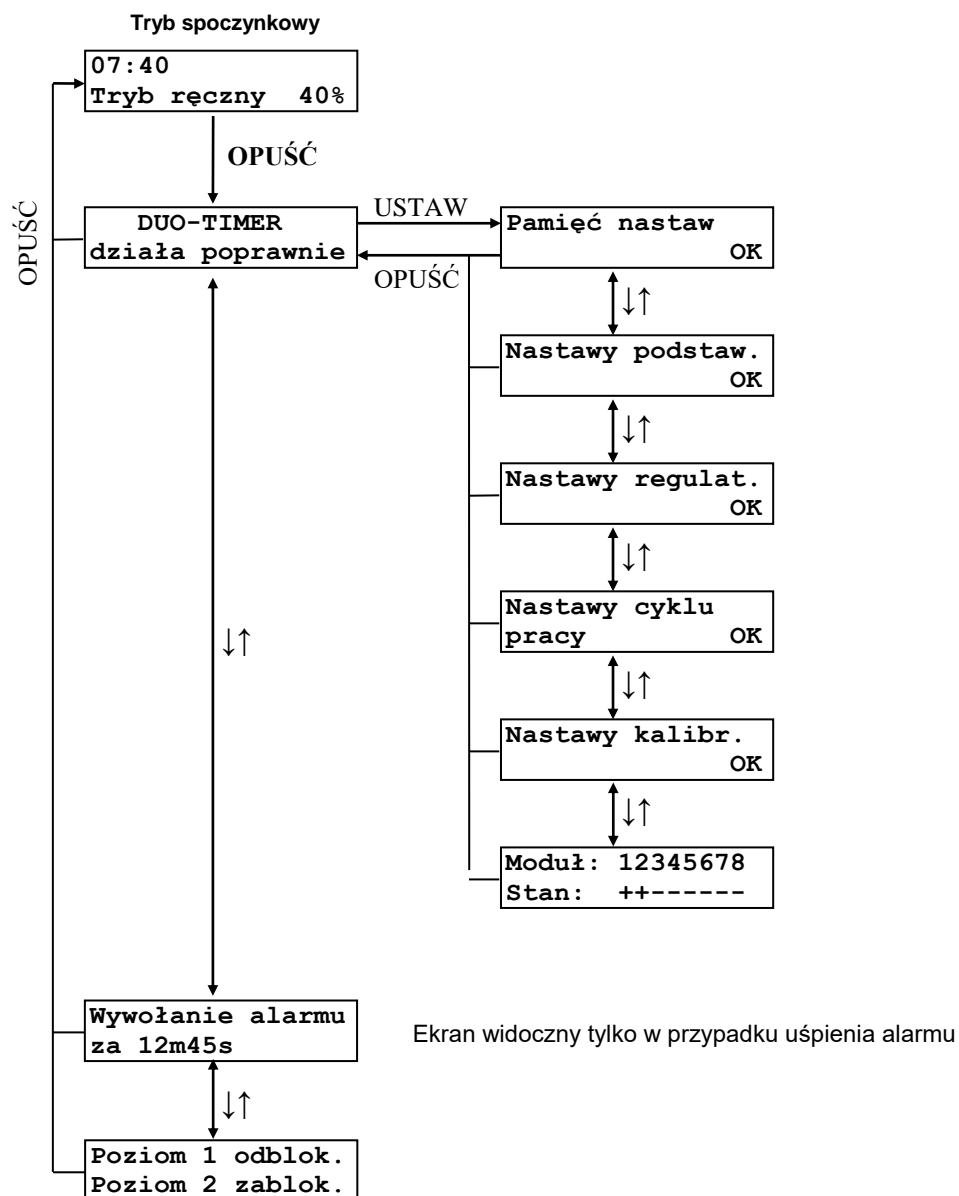 Tryb spoczynkowy
07:40
Tryb ręczny 40%
OPUŚĆ
OPUŚĆ
DUO-TIMER
działa poprawnie
USTAW
OPUŚĆ
Pamięć nastaw
OK
↓↑
Nastawy podstaw.
OK
↓↑
Nastawy regulat.
OK
↓↑
Nastawy cyklu
pracy OK
↓↑
↓↑
Nastawy kalibr.
OK
↓↑
Moduł: 12345678
Stan: ++------
Wywołanie alarmu
za 12m45s
Ekran widoczny tylko w przypadku uśpienia alarmu
↓↑
Poziom 1 odblok.
Poziom 2 zablok.